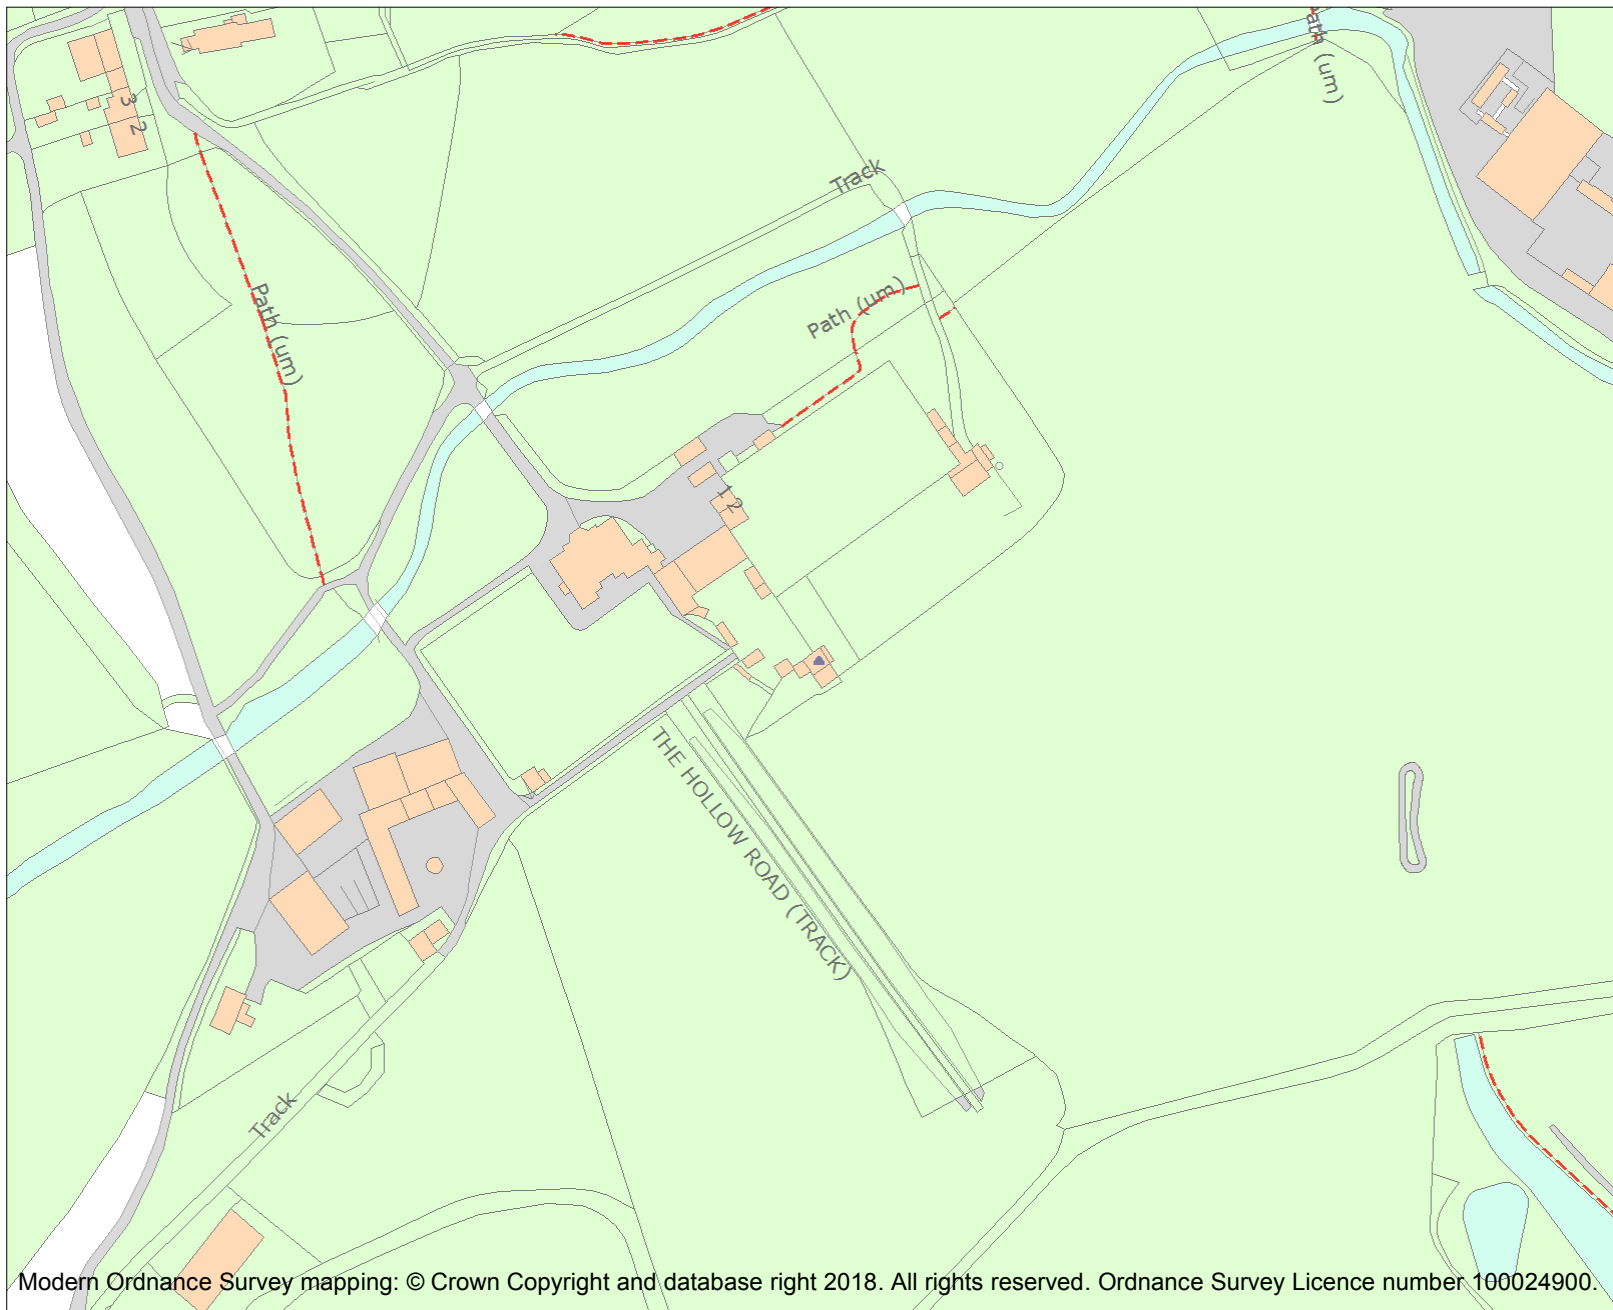 Path (um)
3
2
Track
Path (um)
Path (um)
1
2
THE HOLLOW ROAD (TRACK)
Track
Modern Ordnance Survey mapping: © Crown Copyright and database right 2018. All rights reserved. Ordnance Survey Licence number 100024900.